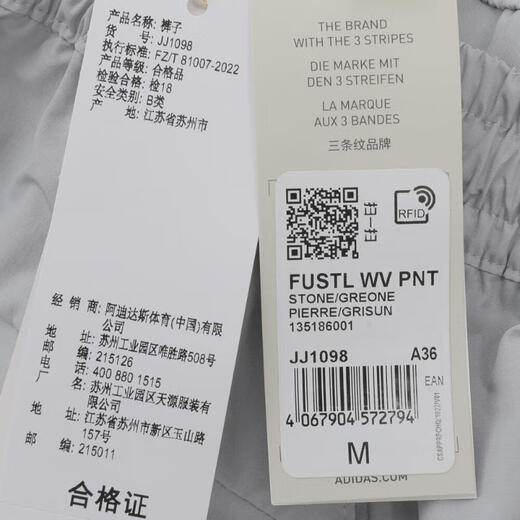 产品名称: 裤子
货 号: JJ1098
执行标准: FZ/T 81007-2022
产品等级: 合格品
检验合格: 检18
安全类别: B类
产 地: 江苏省苏州市
经 销 商: 阿迪达斯体育(中国)有限公司
地 址: 苏州工业园区唯胜路508号
邮 编: 215126
电 话: 400 880 1515
名 称: 苏州工业园区天源服装有限公司
地 址: 江苏省苏州市新区玉山路157号
邮 编: 215011
合格证
THE BRAND
WITH THE 3 STRIPES
DIE MARKE MIT
DEN 3 STREIFEN
LA MARQUE
AUX 3 BANDES
三条纹品牌
RFID
FUSTL WV PNT
STONE/GREONE
PIERRE/GRISUN
135186001
JJ1098 A36
EAN
4 067904 572794
M
ADIDAS.COM